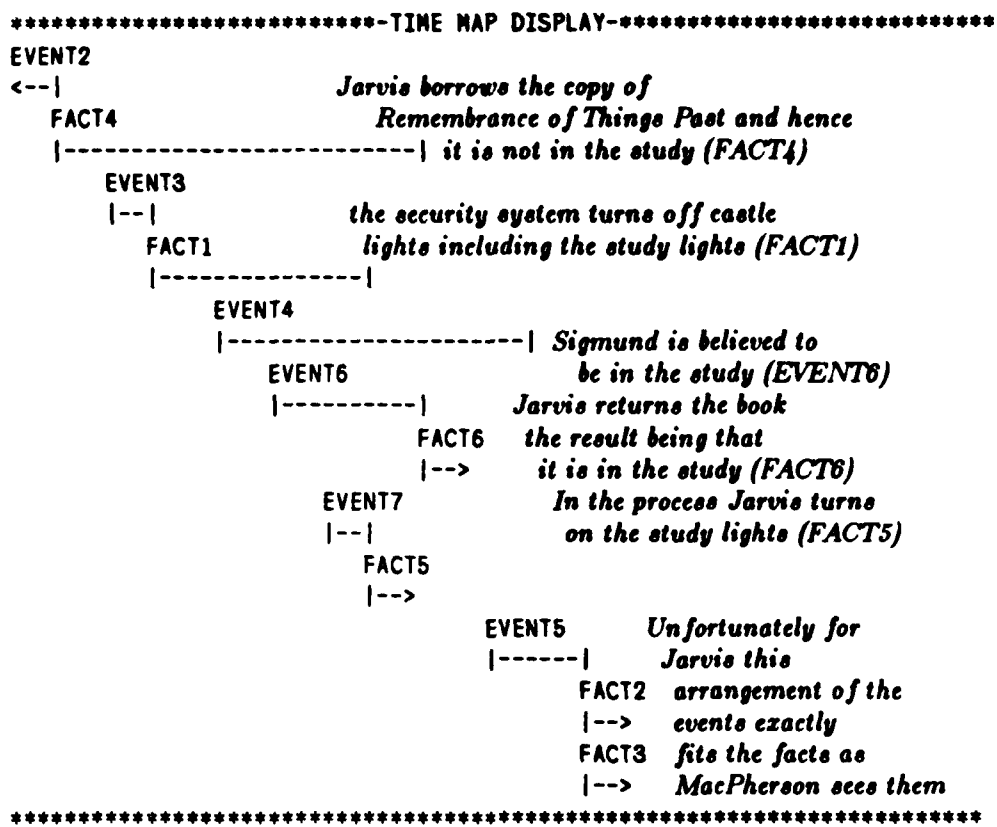 ***************************-TIME MAP DISPLAY-****************************
EVENT2
<--| Jarvis borrows the copy of
FACT4 Remembrance of Things Past and hence
|--------------------------| it is not in the study (FACT4)
EVENT3
|--| the security system turns off castle
FACT1 lights including the study lights (FACT1)
|---------------|
EVENT4
|----------------------| Sigmund is believed to
EVENT6 be in the study (EVENT6)
|----------| Jarvis returns the book
FACT6 the result being that
|--> it is in the study (FACT6)
EVENT7 In the process Jarvis turns
|--| on the study lights (FACT5)
FACT5
|-->
EVENT5 Unfortunately for
|------| Jarvis this
FACT2 arrangement of the
|--> events exactly
FACT3 fits the facts as
|--> MacPherson sees them
************************************************************************